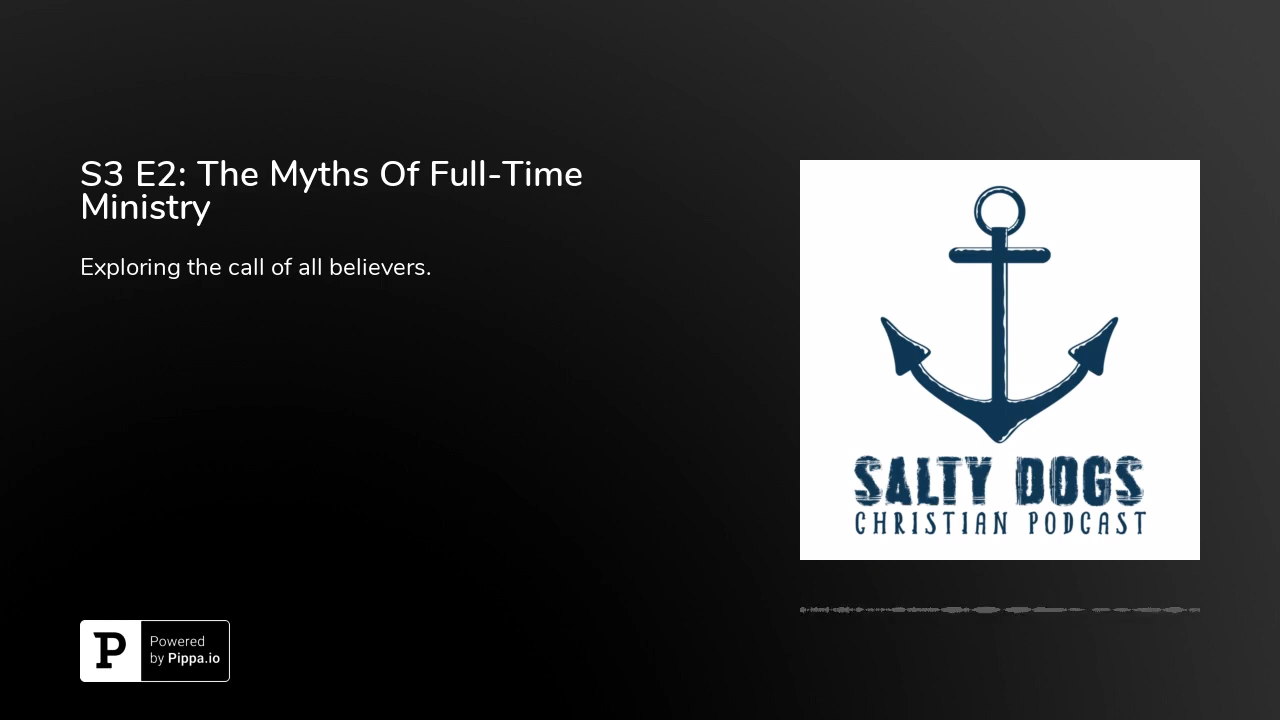 S3 E2: The Myths Of Full-Time
Ministry
Exploring the call of all believers.
SALTY DOGS
CHRISTIAN PODCAST
P
Powered
by Pippa.io